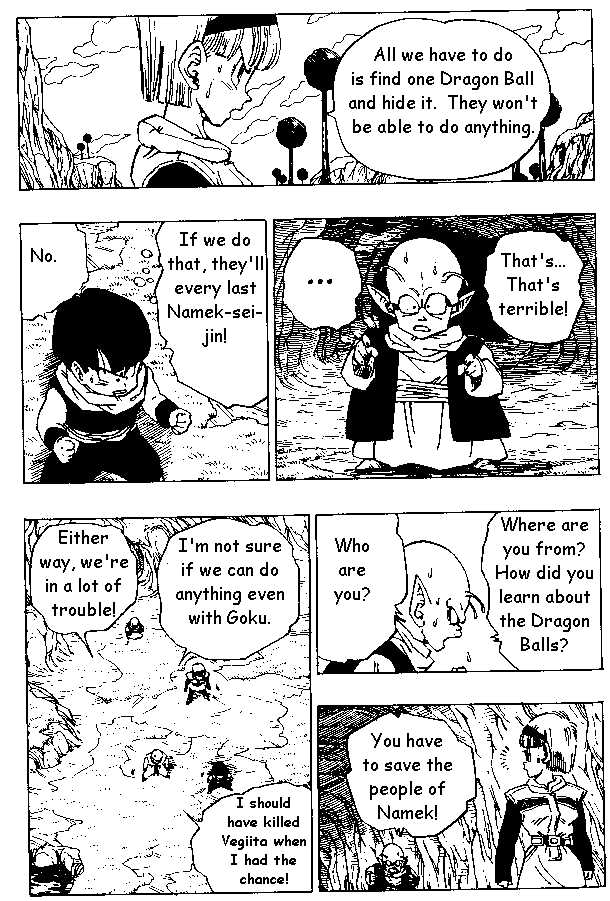 All we have to do
is find one Dragon Ball
and hide it. They won't
be able to do anything.
No.
If we do
that, they'll
every last
Namek-sei-
jin!
...
That's...
That's
terrible!
Either
way, we're
in a lot of
trouble!
I'm not sure
if we can do
anything even
with Goku.
I should
have killed
Vegiita when
I had the
chance!
Who
are
you?
Where are
you from?
How did you
learn about
the Dragon
Balls?
You have
to save the
people of
Namek!